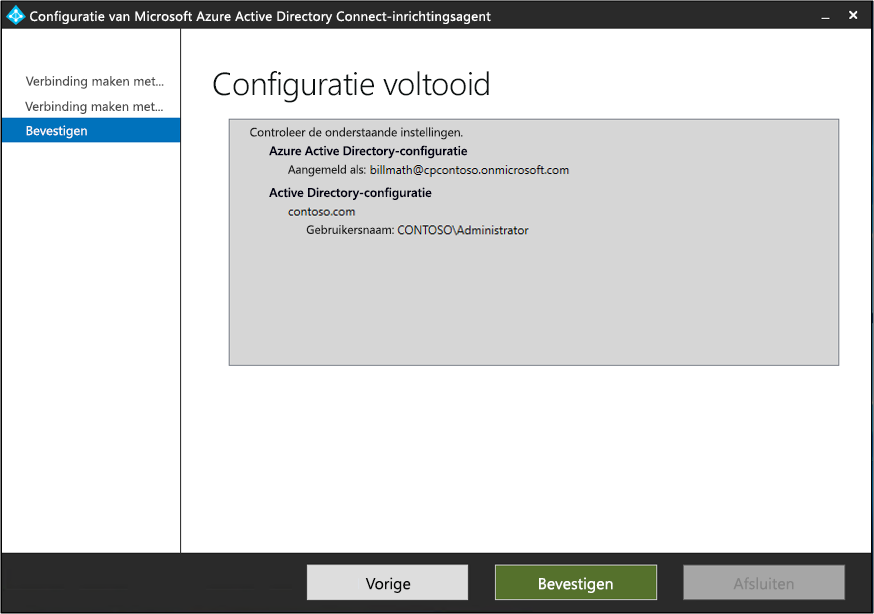 Configuratie van Microsoft Azure Active Directory Connect-inrichtingsagent
Verbinding maken met...
Verbinding maken met...
Bevestigen
Configuratie voltooid
Controleer de onderstaande instellingen.
Azure Active Directory-configuratie
Aangemeld als: billmath@cpcontoso.onmicrosoft.com
Active Directory-configuratie
contoso.com
Gebruikersnaam: CONTOSO\Administrator
Vorige
Bevestigen
Afsluiten